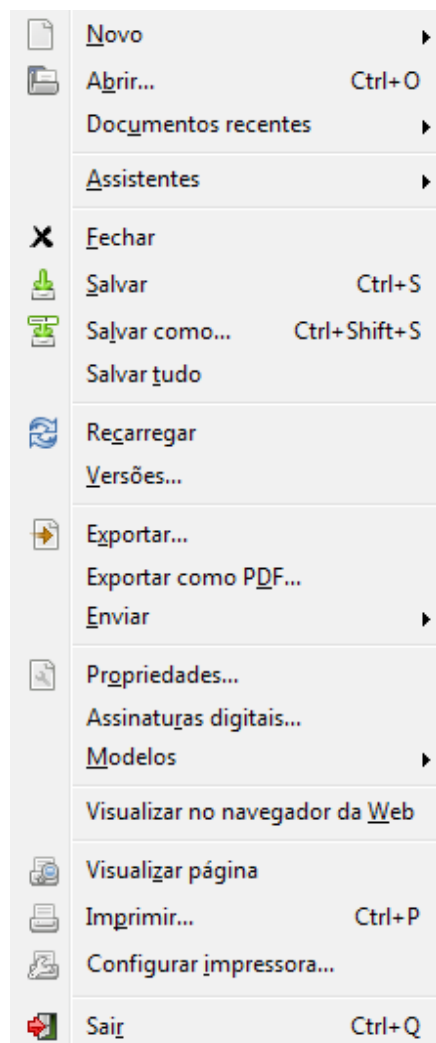 Novo
Abrir... Ctrl+O
Documentos recentes
Assistentes
Fechar
Salvar Ctrl+S
Salvar como... Ctrl+Shift+S
Salvar tudo
Recarregar
Versões...
Exportar...
Exportar como PDF...
Enviar
Propriedades...
Assinaturas digitais...
Modelos
Visualizar no navegador da Web
Visualizar página
Imprimir... Ctrl+P
Configurar impressora...
Sair Ctrl+Q